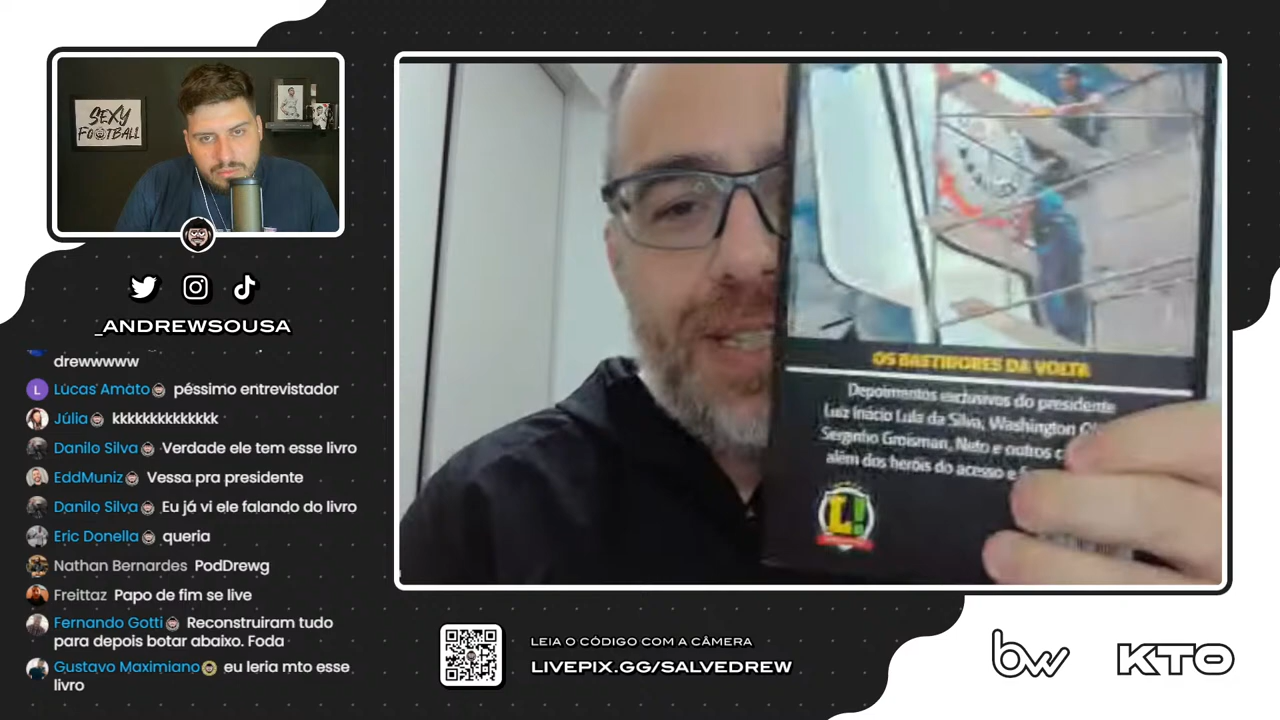 SEXY
FOOTBALL
_ANDREWSOUSA
drewwwww
Lucas Amato péssimo entrevistador
Júlia kkkkkkkkkkkkkk
Danilo Silva Verdade ele tem esse livro
EddMuniz Vessa pra presidente
Danilo Silva Eu já vi ele falando do livro
Eric Donella queria
Nathan Bernardes PodDrewg
Freittaz Papo de fim se live
Fernando Gotti Reconstruiram tudo
para depois botar abaixo. Foda
Gustavo Maximiano eu leria mto esse
livro
OS BASTIDORES DA VOLTA
Depoimentos exclusivos do presidente
Luiz Inácio Lula da Silva, Washington
Serginho Groisman, Neto e outros
além dos heróis do acesso e
L!
LEIA O CÓDIGO COM A CÂMERA
LIVEPIX.GG/SALVEDREW
bw
KTO